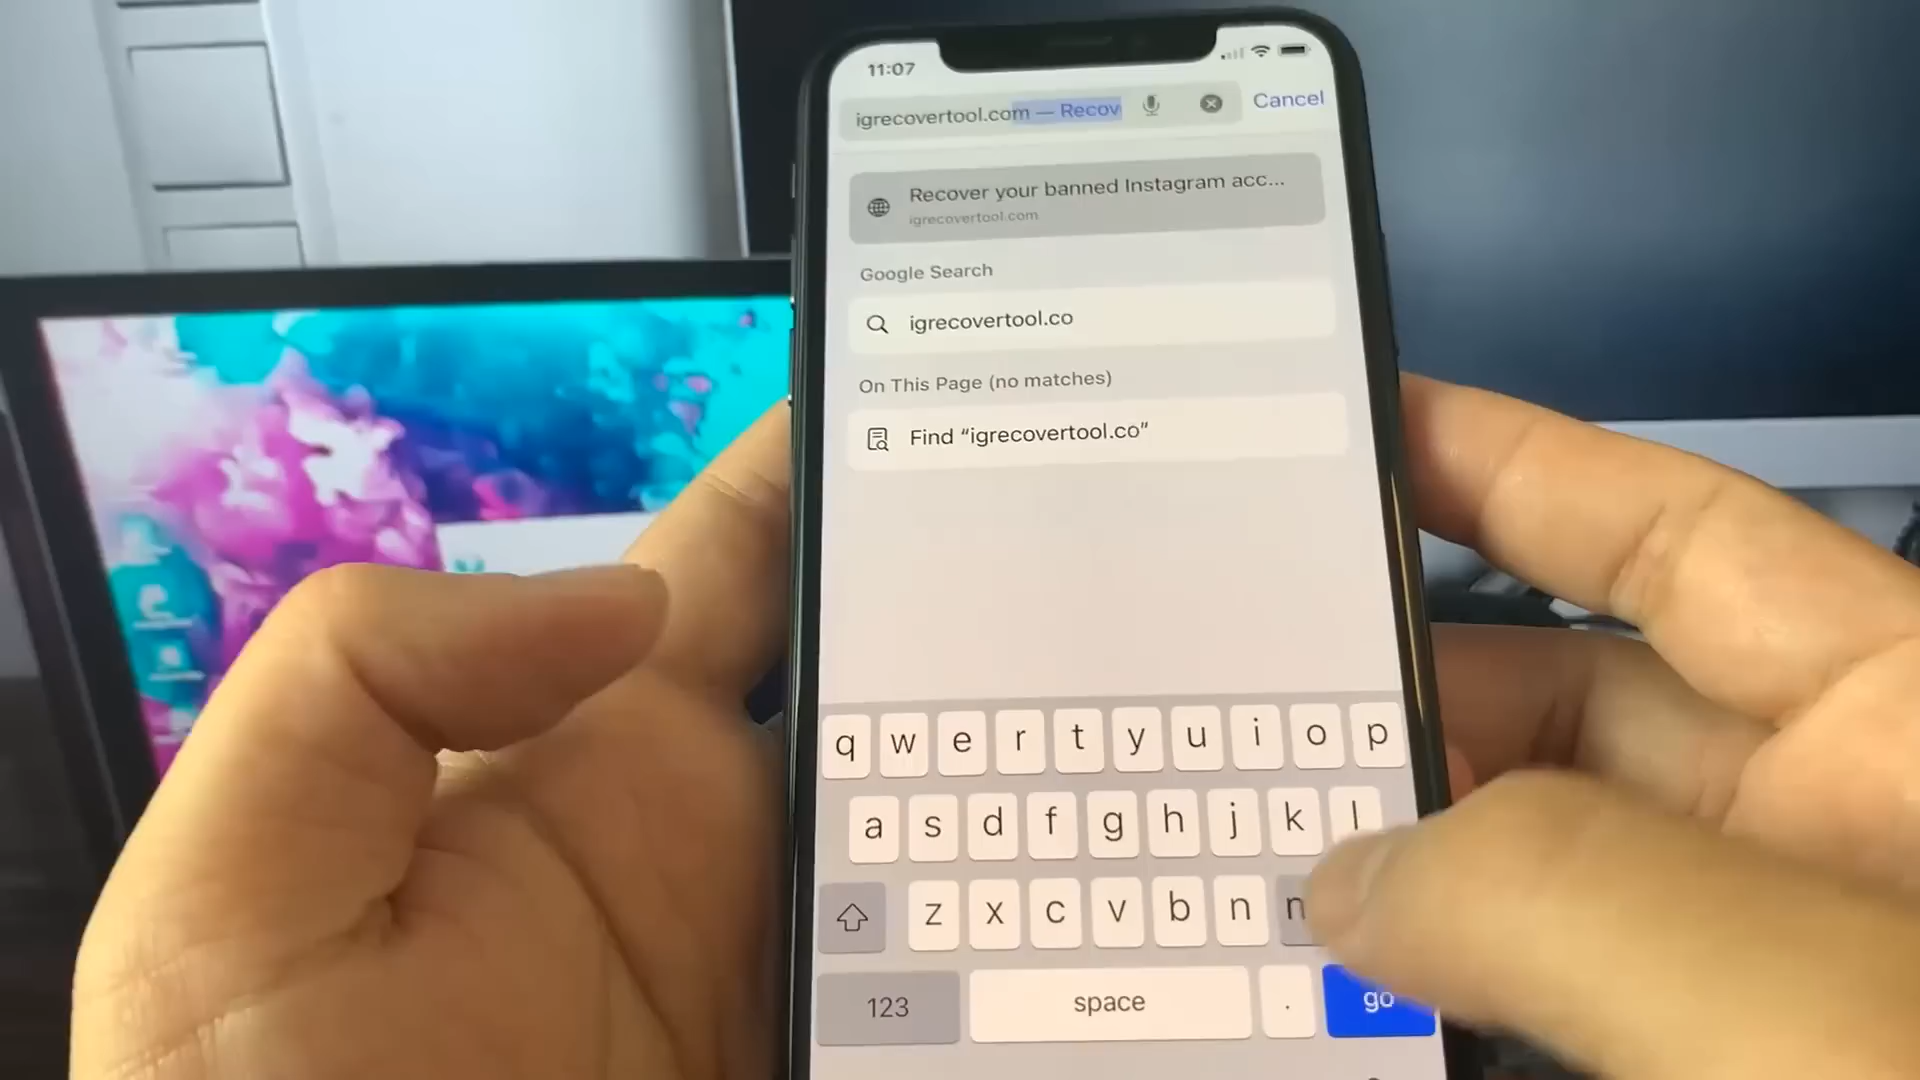 11:07
igrecovertool.com — Recov
Cancel
Recover your banned Instagram acc...
igrecovertool.com
Google Search
igrecovertool.co
On This Page (no matches)
Find “igrecovertool.co”
q w e r t y u i o p
a s d f g h j k l
z x c v b n
123 space . go